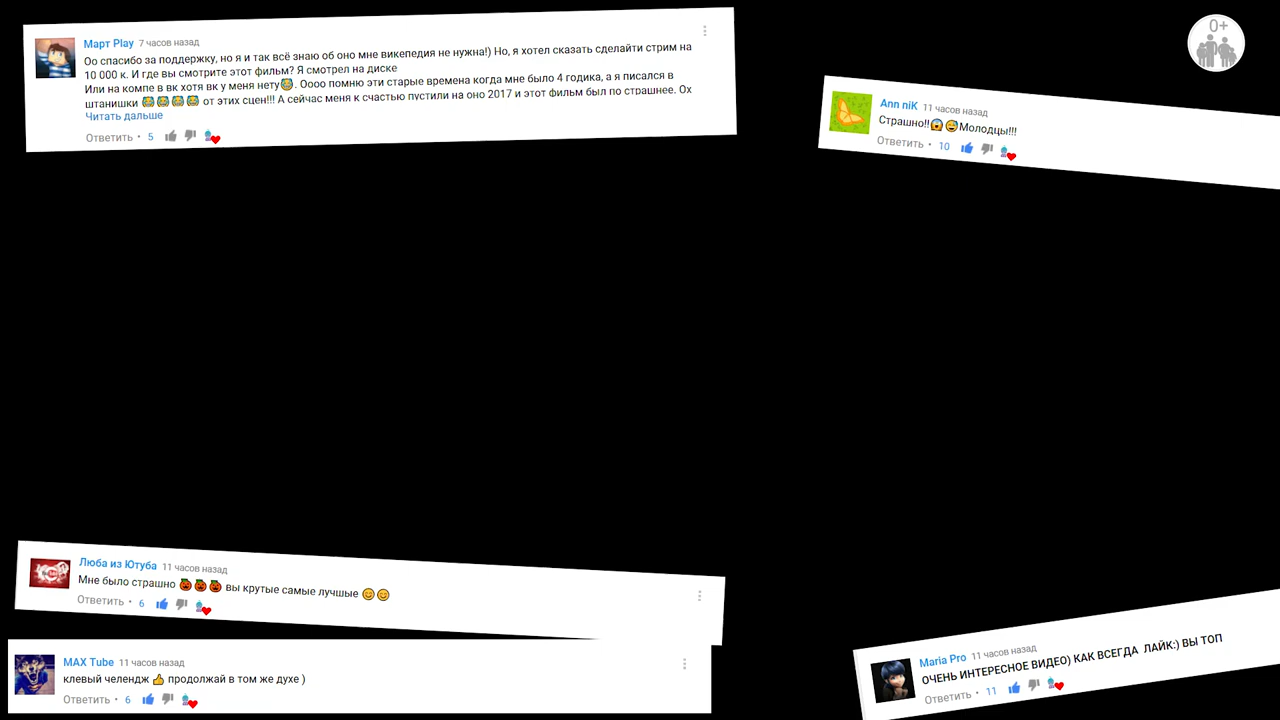 Март Play 7 часов назад
Оо спасибо за поддержку, но я и так всё знаю об оно мне викепедия не нужна!) Но, я хотел сказать сделайти стрим на
10 000 к. И где вы смотрите этот фильм? Я смотрел на диске
Или на компе в вк хотя вк у меня нету😭. Оооо помню эти старые времена когда мне было 4 годика, а я писался в
штанишки 😭😭😭😭 от этих сцен!!! А сейчас меня к счастью пустили на оно 2017 и этот фильм был по страшнее. Ох
Читать дальше
Ответить • 5
0+
Ann niK 11 часов назад
Страшно!!😱😅Молодцы!!!
Ответить • 10
Люба из Ютуба 11 часов назад
Мне было страшно 🎃🎃🎃 вы крутые самые лучшые 😊😊
Ответить • 6
MAX Tube 11 часов назад
клевый челендж 👍 продолжай в том же духе )
Ответить • 6
Maria Pro 11 часов назад
ОЧЕНЬ ИНТЕРЕСНОЕ ВИДЕО) КАК ВСЕГДА ЛАЙК:) ВЫ ТОП
Ответить • 11